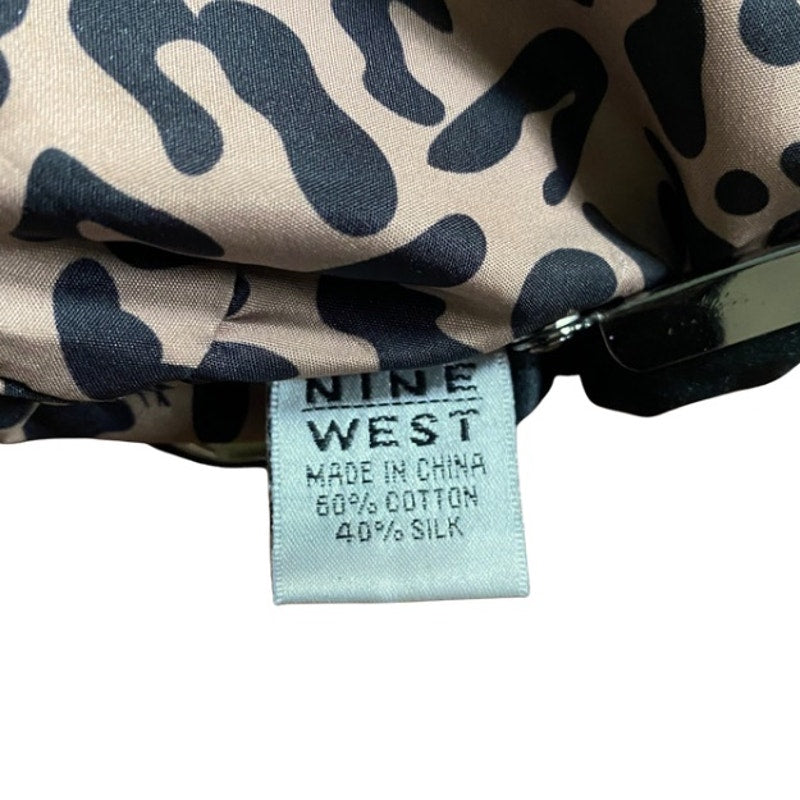 NINE
WEST
MADE IN CHINA
60% COTTON
40% SILK